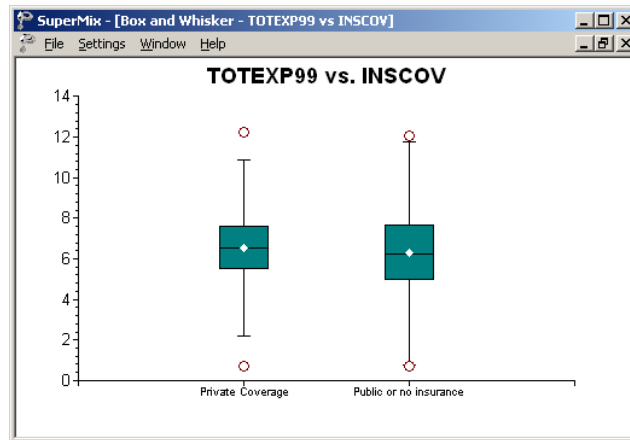 SuperMix - [Box and Whisker - TOTEXP99 vs INSCOV]
File Settings Window Help
TOTEXP99 vs. INSCOV
14
12
10
8
6
4
2
0
Private Coverage Public or no insurance